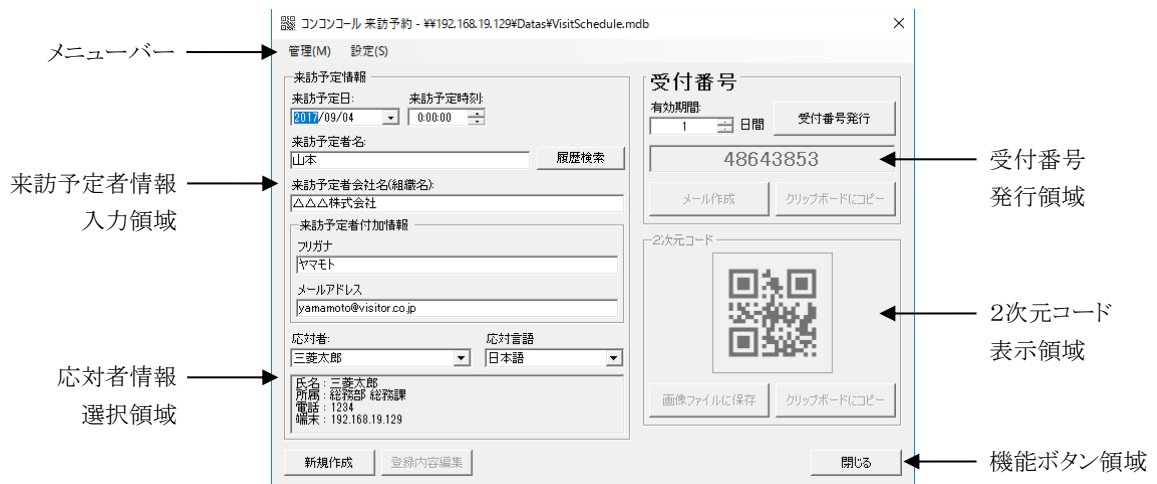 コンコンコール 来訪予約 - ¥¥192.168.19.129¥Datas¥VisitSchedule.mdb
メニューバー
管理(M) 設定(S)
来訪予定者情報
入力領域
応対者情報
選択領域
来訪予定情報
来訪予定日: 来訪予定時刻:
2017/09/04 0:00:00
来訪予定者名:
山本 履歴検索
来訪予定者会社名(組織名):
△△△株式会社
来訪予定者付加情報
フリガナ
ヤマモト
メールアドレス
yamamoto@visitor.co.jp
応対者: 応対言語
三菱太郎 日本語
氏名 : 三菱太郎
所属 : 総務部 総務課
電話 : 1234
端末 : 192.168.19.129
新規作成 登録内容編集
受付番号
有効期間:
1 日間 受付番号発行
48643853
メール作成 クリップボードにコピー
2次元コード
画像ファイルに保存 クリップボードにコピー
閉じる
受付番号
発行領域
2次元コード
表示領域
機能ボタン領域